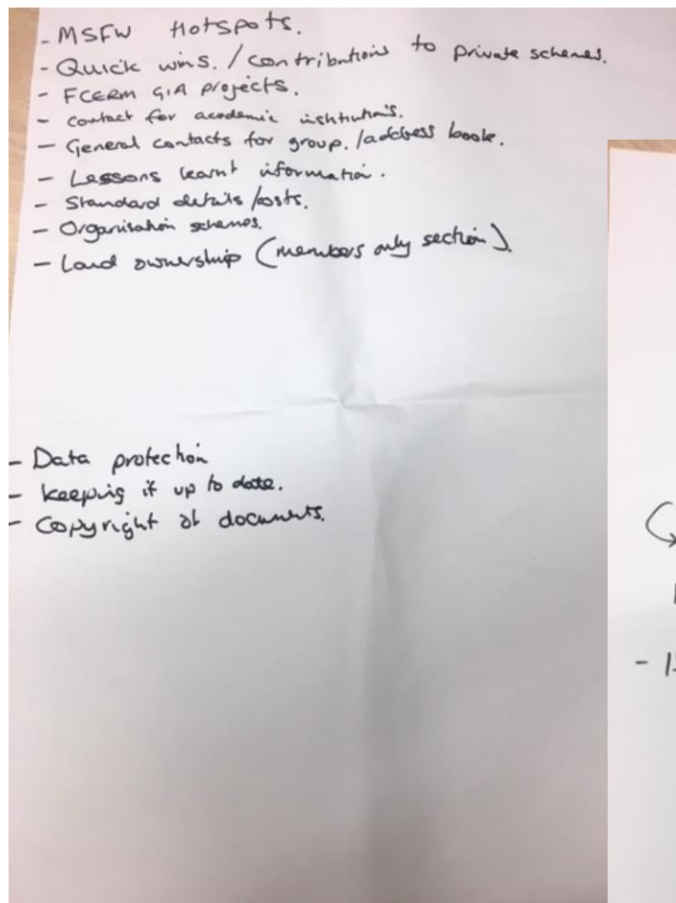 - MSFW Hotspots.
- Quick wins. / contributions to private schemes.
- FCERM GIA projects.
- contact for academic institutions.
- General contacts for group. / address book.
- Lessons learnt information.
- Standard details / costs.
- Organisation schemes.
- Land ownership (members only section).
- Data protection
- keeping it up to date.
- Copyright of documents.